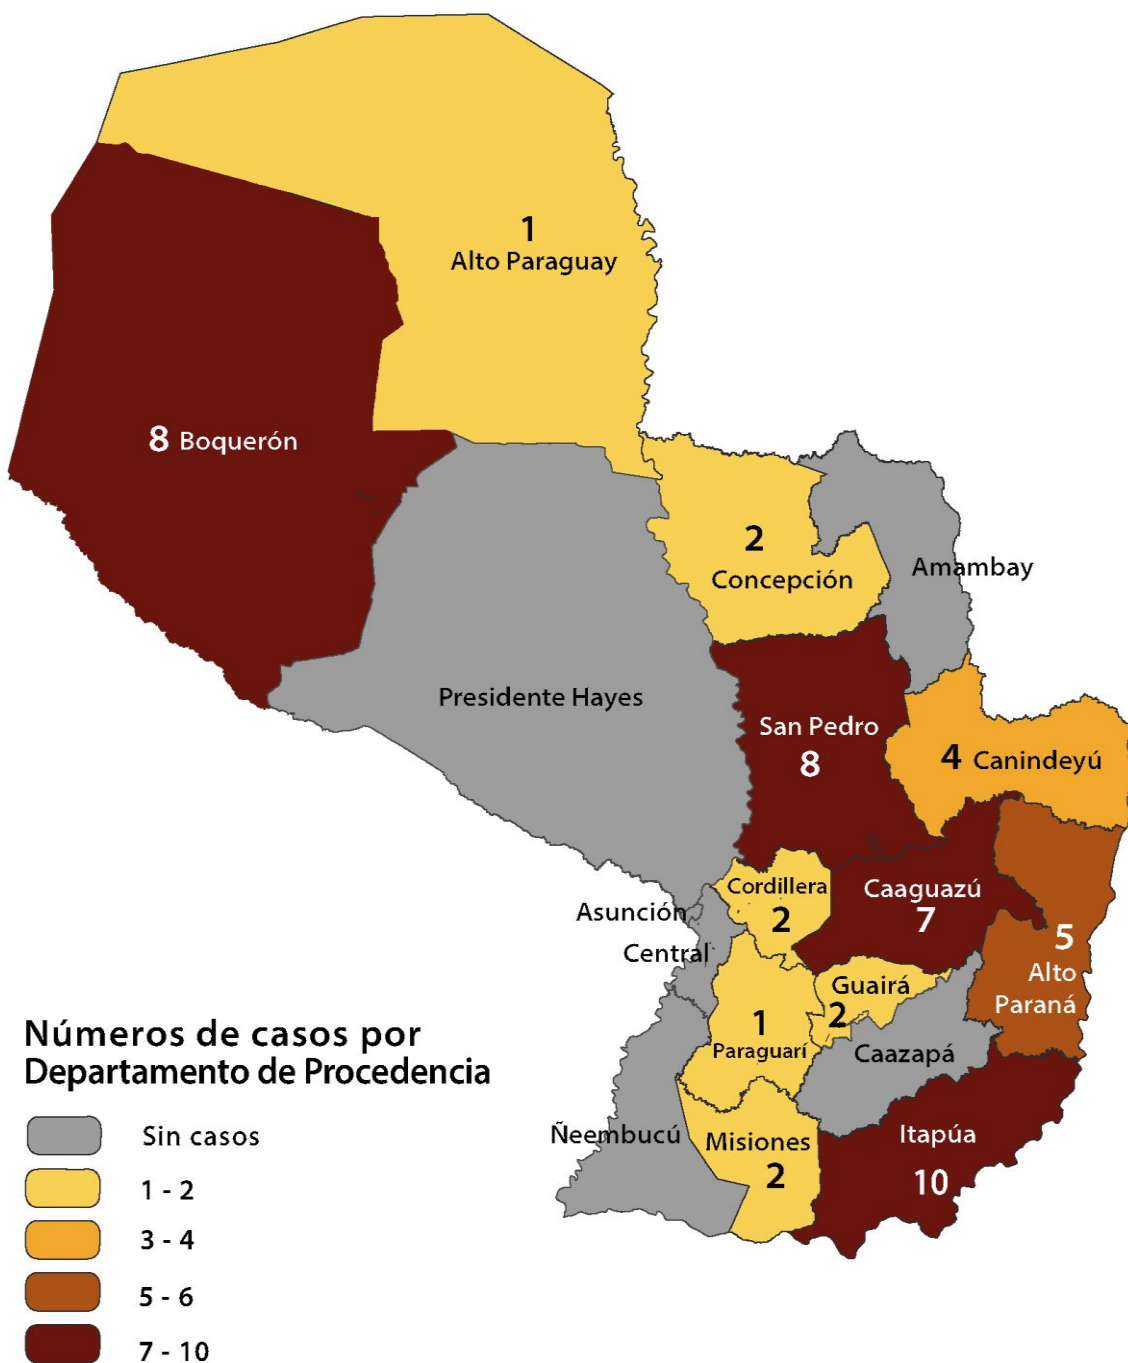 1
Alto Paraguay
8 Boquerón
2
Concepción
Amambay
Presidente Hayes
San Pedro
8
4 Canindeyú
Cordillera
2
Caaguazú
7
Asunción
Central
5
Alto
Paraná
Guairá
2
1
Paraguarí
Caazapá
Ñeembucú
Misiones
2
Itapúa
10
Números de casos por
Departamento de Procedencia
Sin casos
1 - 2
3 - 4
5 - 6
7 - 10